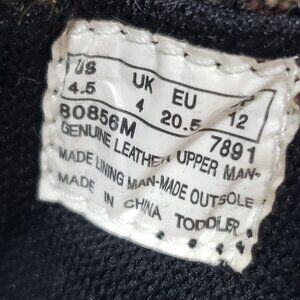 US UK EU
4.5 4 20.5 12
80856M 7891
GENUINE LEATHER UPPER MAN-
MADE LINING MAN-MADE OUTSOLE
MADE IN CHINA TODDLER